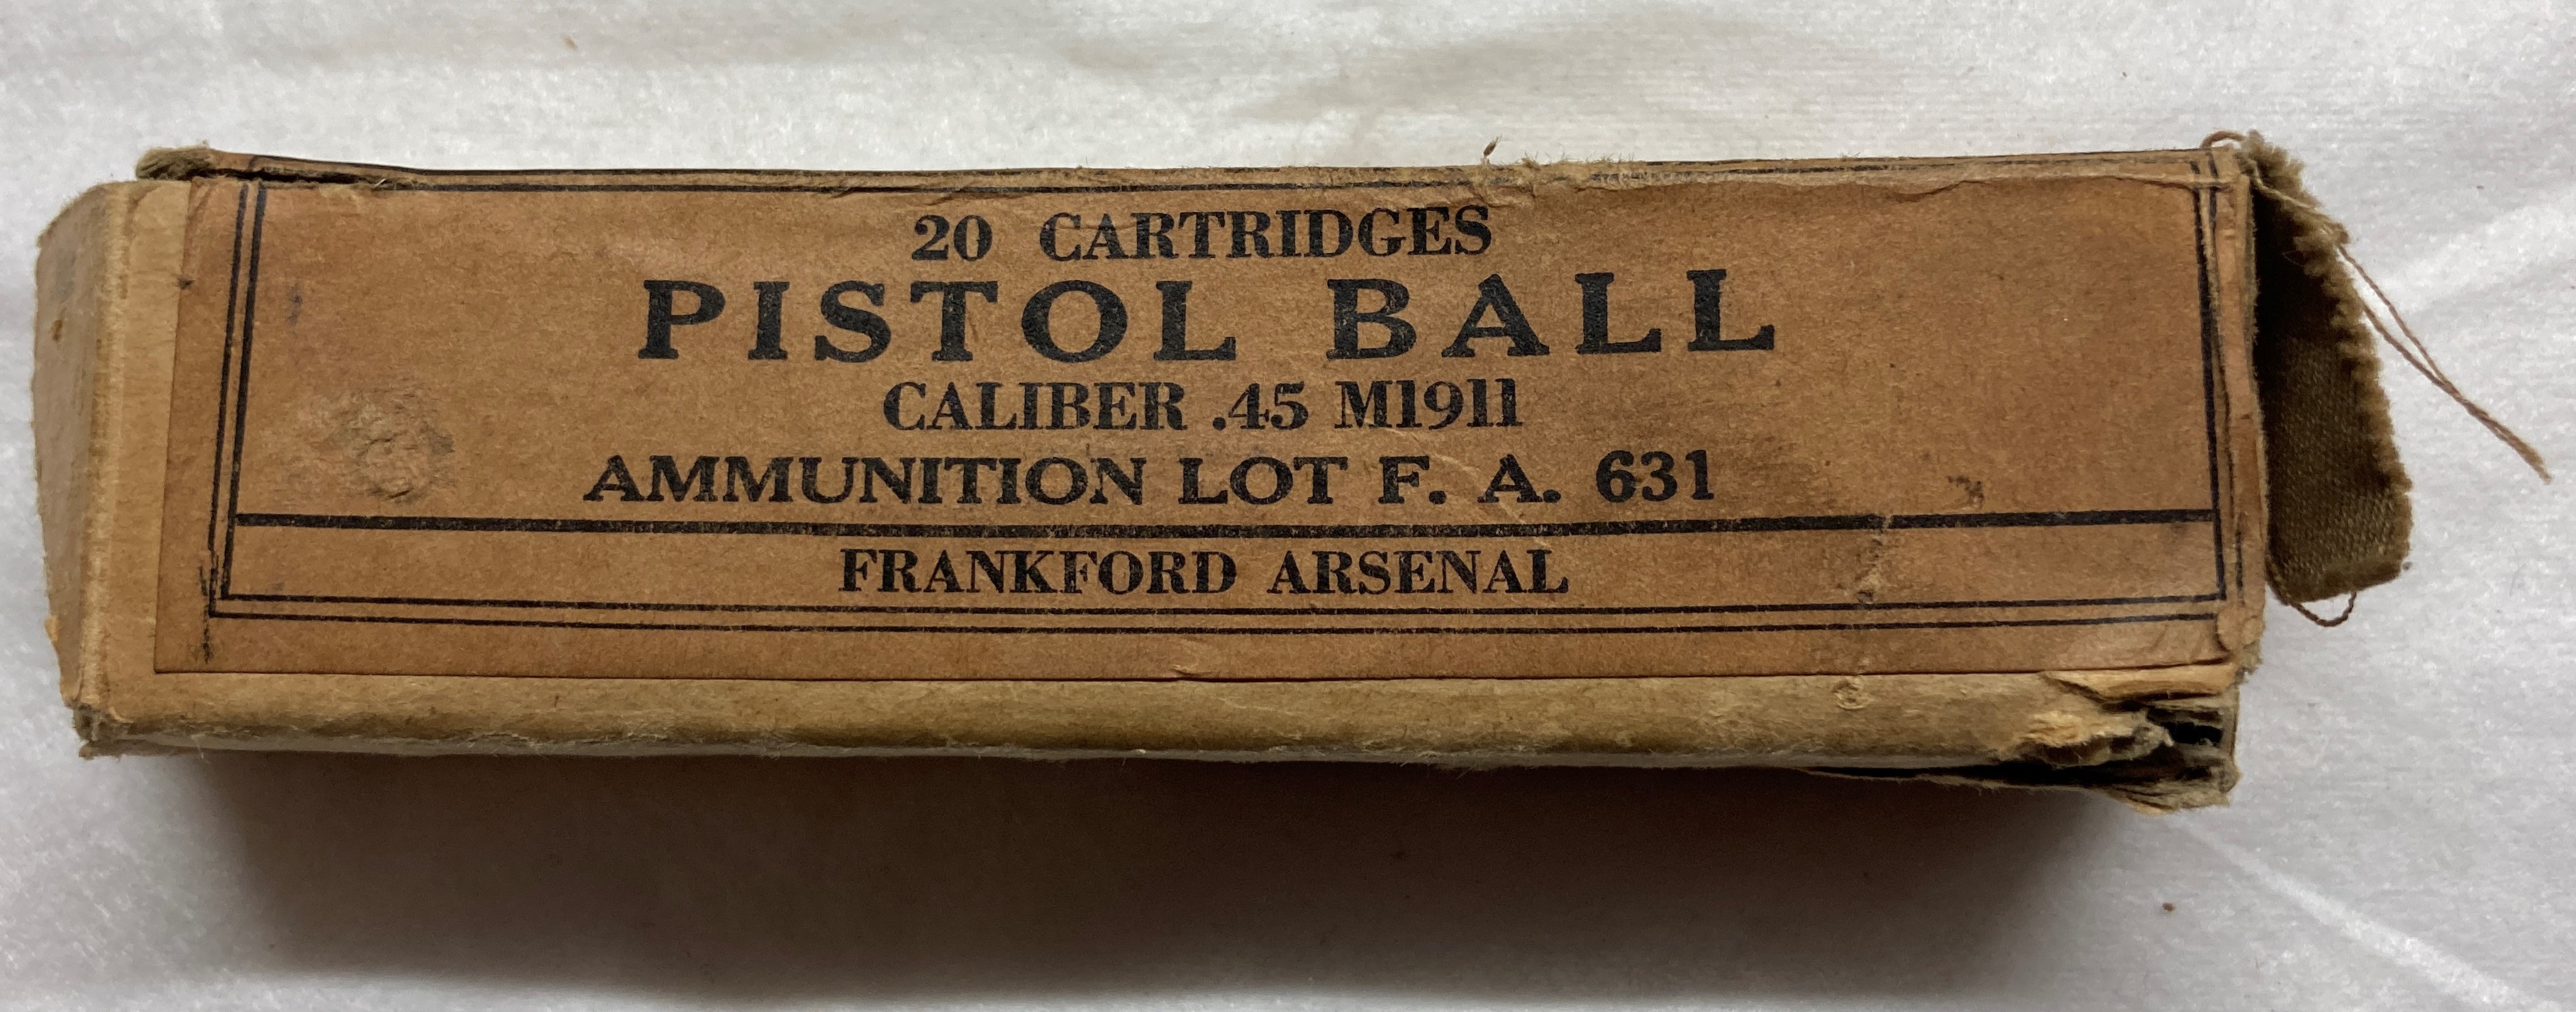 20 CARTRIDGES
PISTOL BALL
CALIBER .45 M1911
AMMUNITION LOT F. A. 631
FRANKFORD ARSENAL